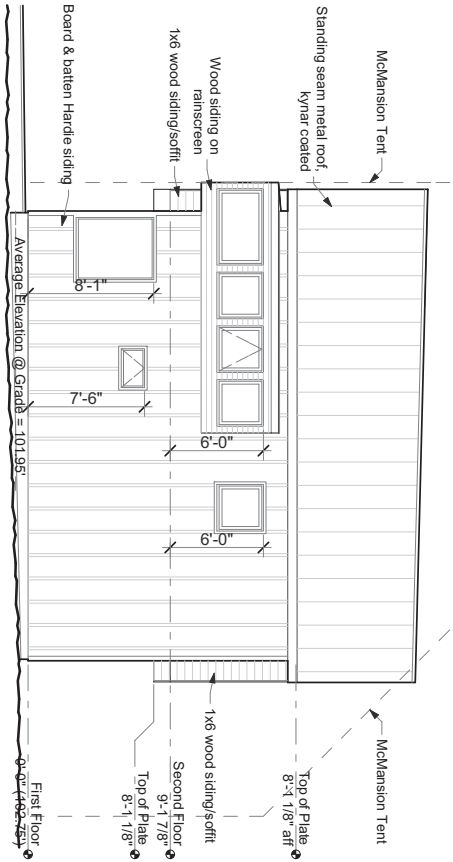 McMansion Tent
Standing seam metal roof,
kynar coated
Wood siding on
rainscreen
1x6 wood siding/soffit
Board & batten Hardie siding
8'-1"
7'-6"
6'-0"
6'-0"
Average Elevation @ Grade = 101.95'
McMansion Tent
1x6 wood siding/soffit
Top of Plate
8'-1 1/8" aff
Second Floor
9'-1 7/8"
Top of Plate
8'-1 1/8"
First Floor
0'-0" (102.75')